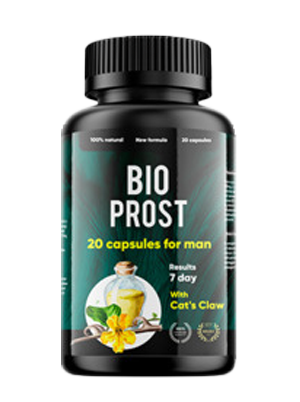 100% natural New formula 20 capsules
BIO
PROST
20 capsules for man
Results
7 day
With
Cat's Claw